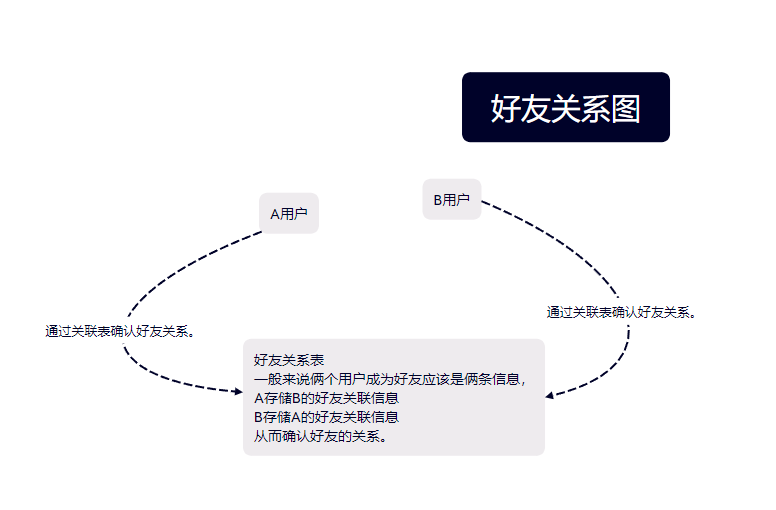 好友关系图
A用户
B用户
通过关联表确认好友关系。
通过关联表确认好友关系。
好友关系表
一般来说两个用户成为好友应该是俩条信息，
A存储B的好友关联信息
B存储A的好友关联信息
从而确认好友的关系。